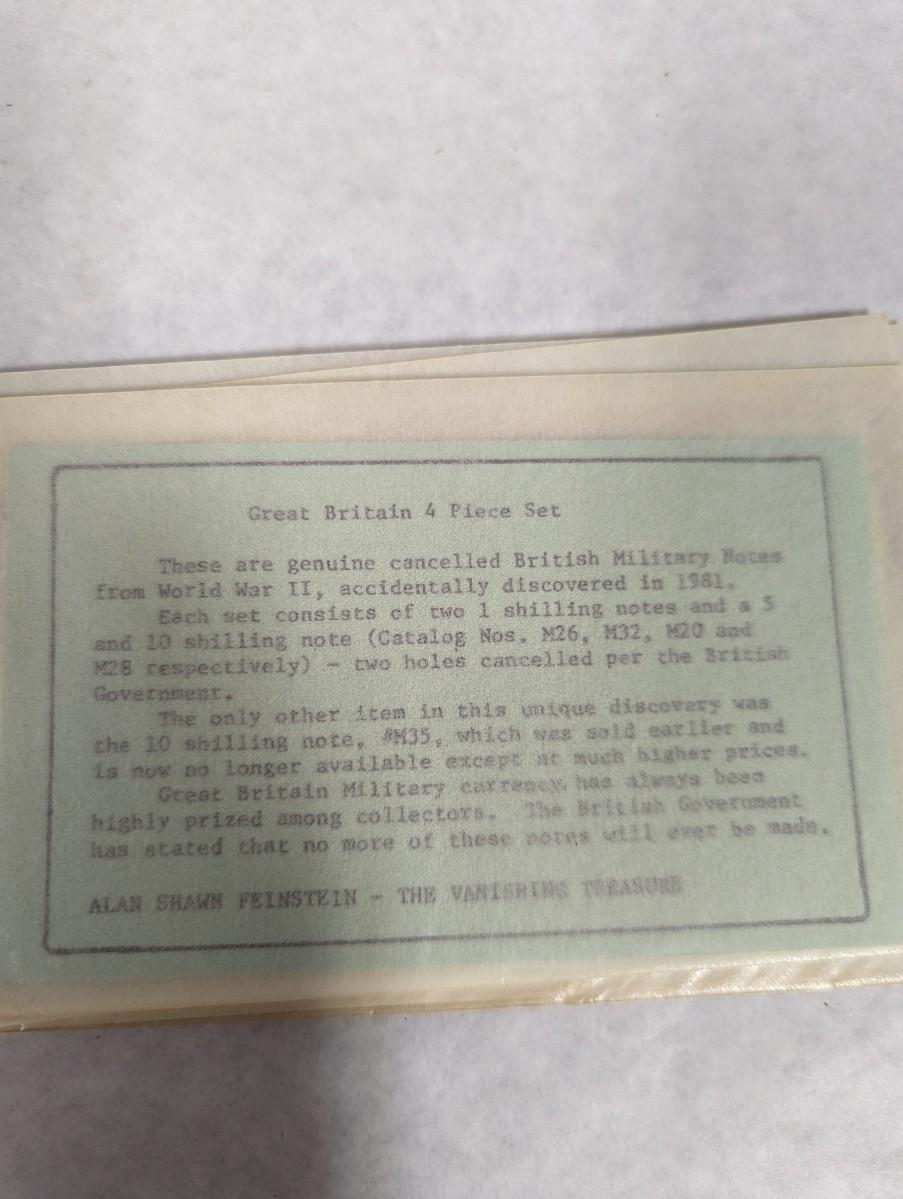 Great Britain 4 Piece Set
These are genuine cancelled British Military Notes
from World War II, accidentally discovered in 1981.
Each set consists of two 1 shilling notes and a 5
and 10 shilling note (Catalog Nos. M26, M32, M20 and
M28 respectively) - two holes cancelled per the British
Government.
The only other item in this unique discovery was
the 10 shilling note, #M35, which was sold earlier and
is now no longer available except at much higher prices.
Great Britain Military currency has always been
highly prized among collectors. The British Government
has stated that no more of these notes will ever be made.
ALAN SHAWN FEINSTEIN - THE VANISHING TREASURE